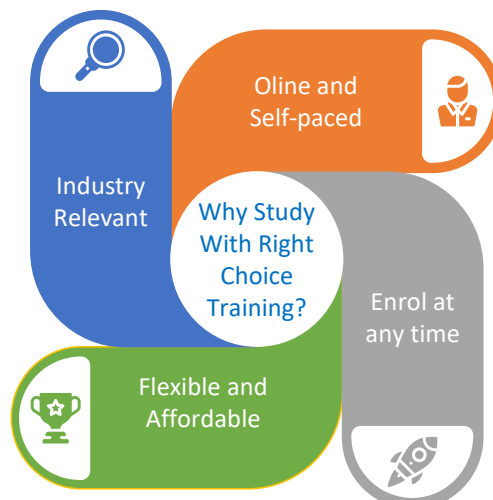 Oline and
Self-paced
Industry
Relevant
Why Study
With Right
Choice
Training?
Enrol at
any time
Flexible and
Affordable